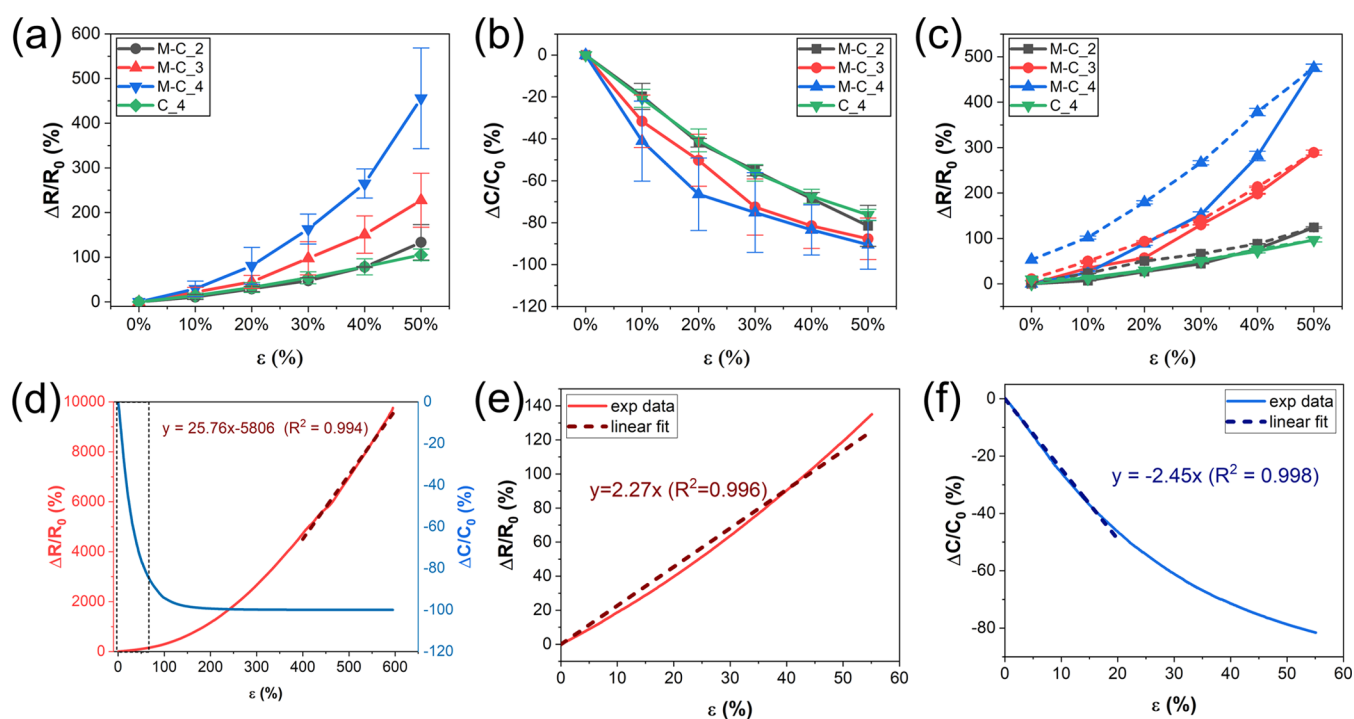 (a)
600
500
400
300
200
100
0
ΔR/R₀ (%)
M-C_2
M-C_3
M-C_4
C_4
0% 10% 20% 30% 40% 50%
ε (%)
(b)
0
-20
-40
-60
-80
-100
-120
ΔC/C₀ (%)
M-C_2
M-C_3
M-C_4
C_4
0% 10% 20% 30% 40% 50%
ε (%)
(c)
500
400
300
200
100
0
ΔR/R₀ (%)
M-C_2
M-C_3
M-C_4
C_4
0% 10% 20% 30% 40% 50%
ε (%)
(d)
10000
8000
6000
4000
2000
0
ΔR/R₀ (%)
y = 25.76x-5806 (R² = 0.994)
0
-20
-40
-60
-80
-100
-120
ΔC/C₀ (%)
0 100 200 300 400 500 600
ε (%)
(e)
140
120
100
80
60
40
20
0
ΔR/R₀ (%)
exp data
linear fit
y=2.27x (R²=0.996)
0 10 20 30 40 50 60
ε (%)
(f)
0
-20
-40
-60
-80
ΔC/C₀ (%)
exp data
linear fit
y = -2.45x (R² = 0.998)
0 10 20 30 40 50 60
ε (%)